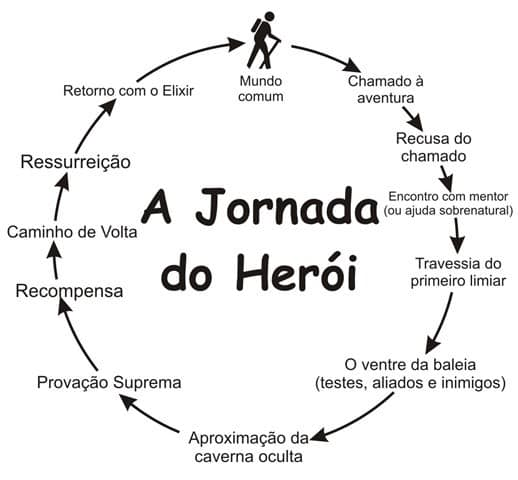 A Jornada
do Herói
Mundo
comum
Chamado à
aventura
Recusa do
chamado
Encontro com mentor
(ou ajuda sobrenatural)
Travessia do
primeiro limiar
O ventre da baleia
(testes, aliados e inimigos)
Aproximação da
caverna oculta
Provação Suprema
Recompensa
Caminho de Volta
Ressurreição
Retorno com o Elixir